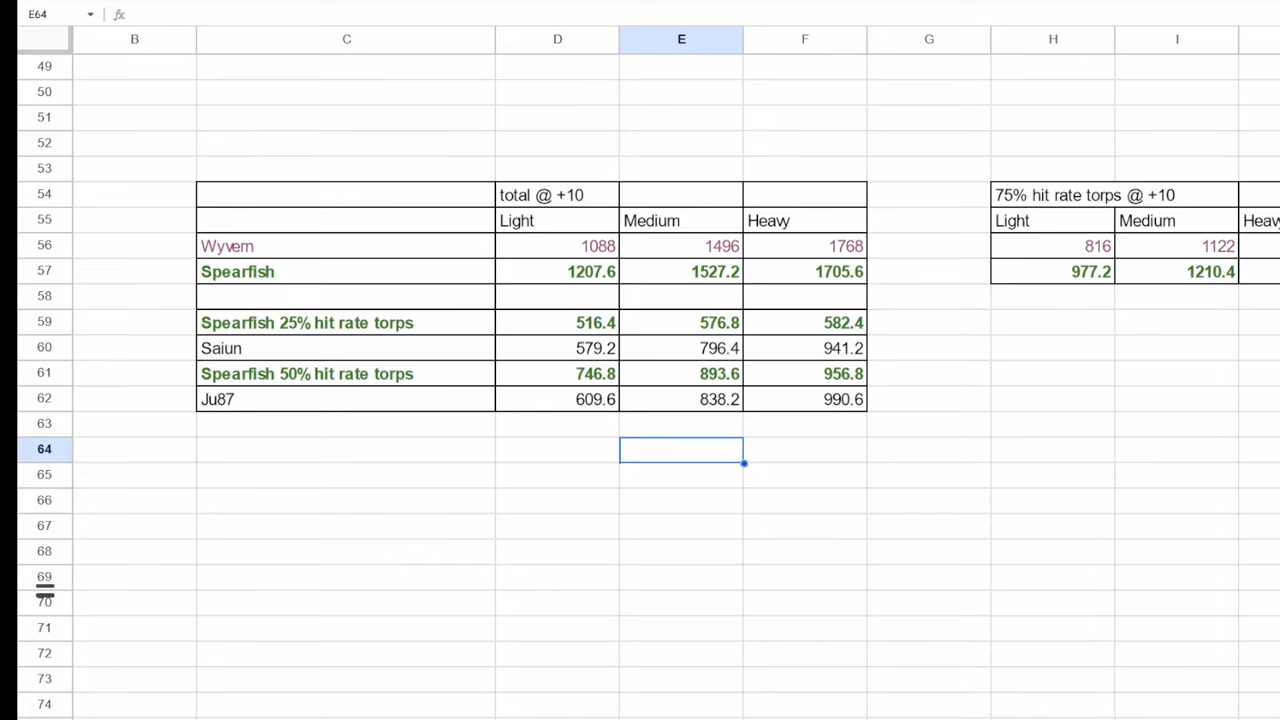 E64 fx
B C D E F G H I
49
50
51
52
53
54 total @ +10 75% hit rate torps @ +10
55 Light Medium Heavy Light Medium
56 Wyvern 1088 1496 1768 816 1122
57 Spearfish 1207.6 1527.2 1705.6 977.2 1210.4
58
59 Spearfish 25% hit rate torps 516.4 576.8 582.4
60 Saiun 579.2 796.4 941.2
61 Spearfish 50% hit rate torps 746.8 893.6 956.8
62 Ju87 609.6 838.2 990.6
63
64
65
66
67
68
69
70
71
72
73
74